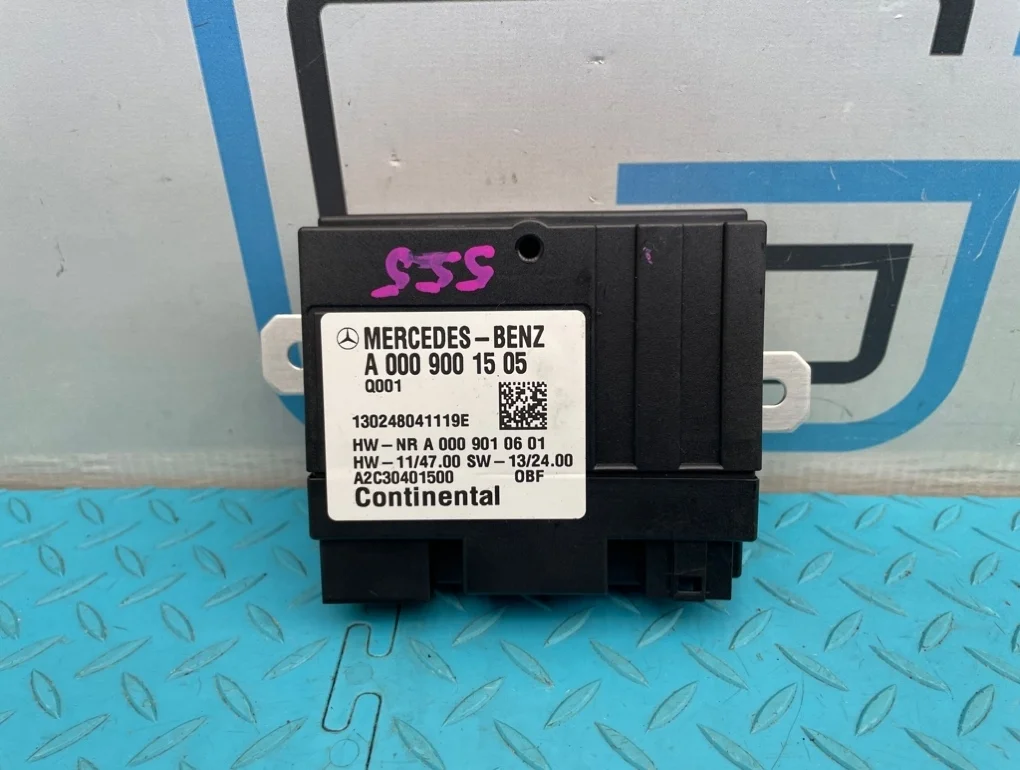 555
MERCEDES-BENZ
A 000 900 15 05
Q001
130248041119E
HW-NR A 000 901 06 01
HW-11/47.00 SW-13/24.00
A2C30401500 OBF
Continental